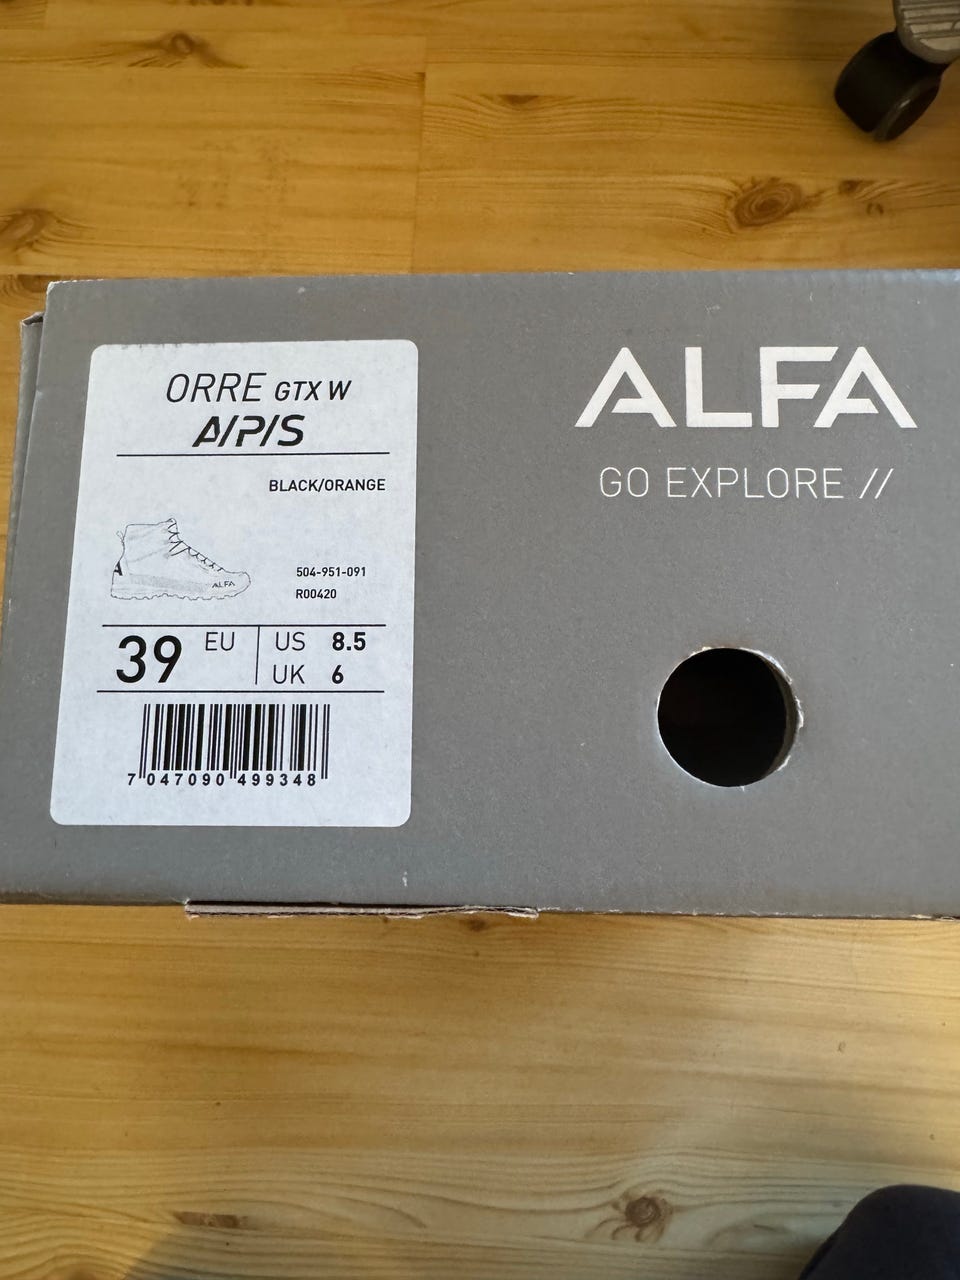 ORRE GTX W
A/P/S
BLACK/ORANGE
ALFA
504-951-091
R00420
39 EU US 8.5
UK 6
7 047090 499348
ALFA
GO EXPLORE //